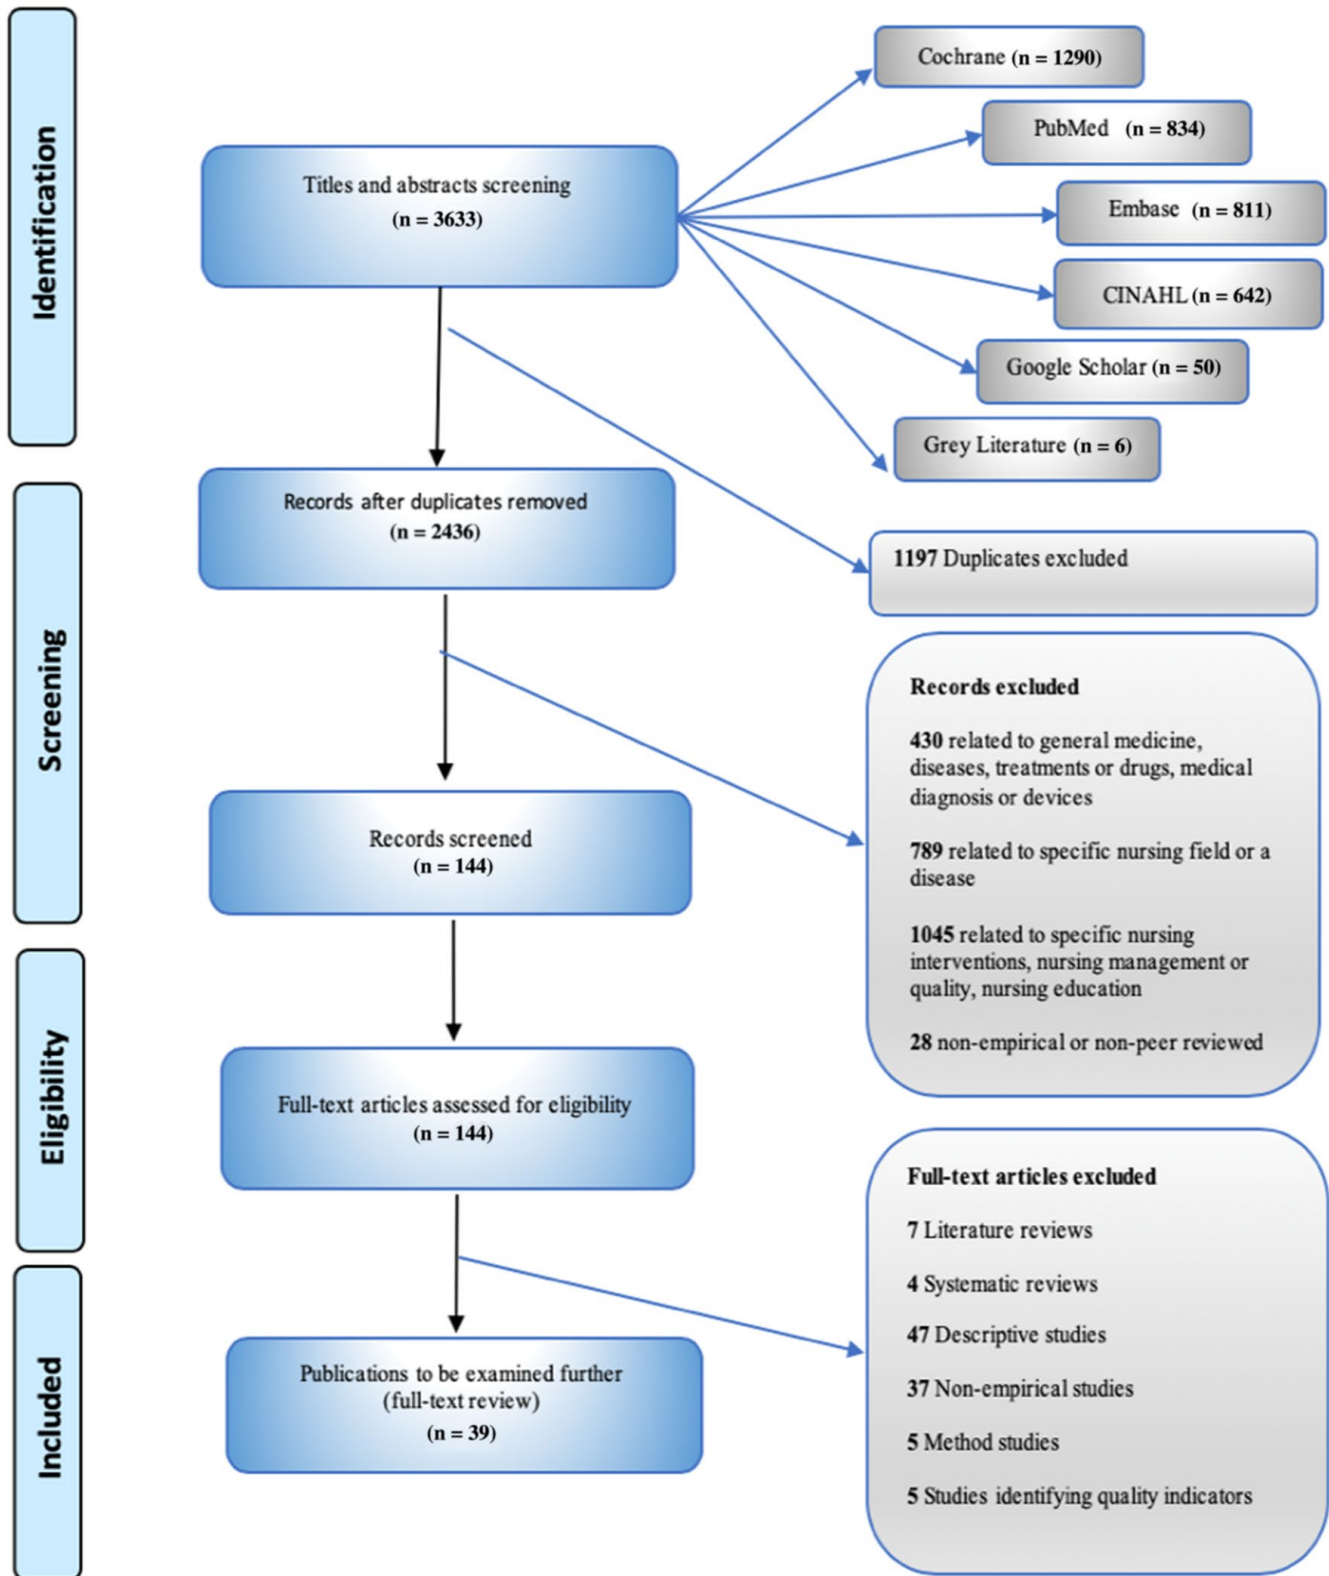 Identification
Titles and abstracts screening
(n = 3633)
Cochrane (n = 1290)
PubMed (n = 834)
Embase (n = 811)
CINAHL (n = 642)
Google Scholar (n = 50)
Grey Literature (n = 6)
Screening
Records after duplicates removed
(n = 2436)
1197 Duplicates excluded
Records excluded
430 related to general medicine,
diseases, treatments or drugs, medical
diagnosis or devices
789 related to specific nursing field or a
disease
1045 related to specific nursing
interventions, nursing management or
quality, nursing education
28 non-empirical or non-peer reviewed
Records screened
(n = 144)
Eligibility
Full-text articles assessed for eligibility
(n = 144)
Full-text articles excluded
7 Literature reviews
4 Systematic reviews
47 Descriptive studies
37 Non-empirical studies
5 Method studies
5 Studies identifying quality indicators
Included
Publications to be examined further
(full-text review)
(n = 39)